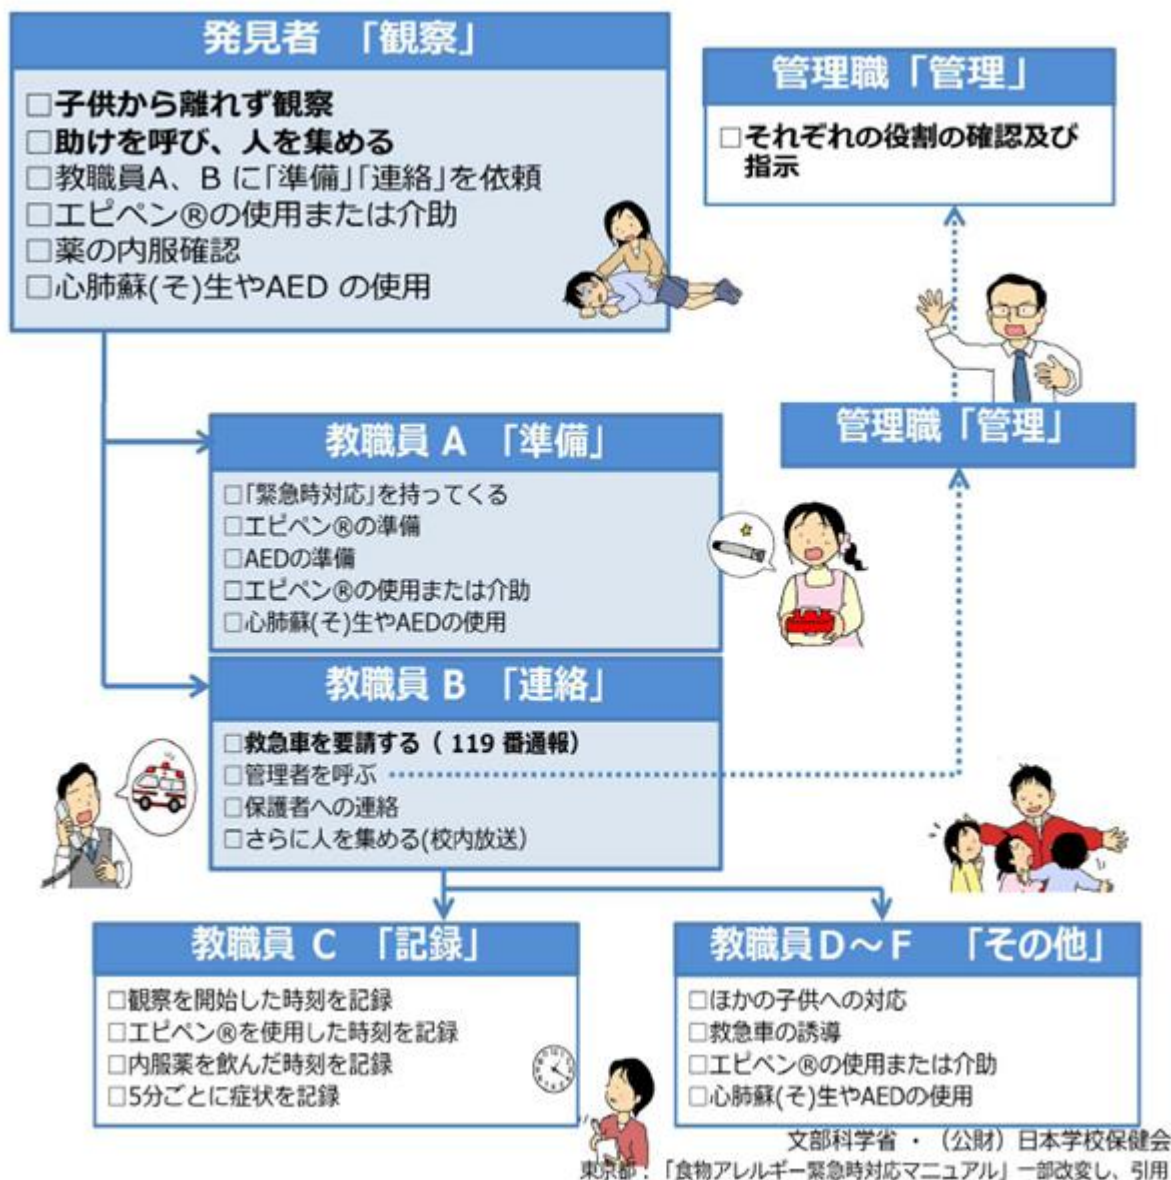 発見者 「観察」
□子供から離れず観察
□助けを呼び、人を集める
□教職員A、B に「準備」「連絡」を依頼
□エピペン®の使用または介助
□薬の内服確認
□心肺蘇(そ)生やAED の使用
管理職「管理」
□それぞれの役割の確認及び
指示
管理職「管理」
教職員 A 「準備」
□「緊急時対応」を持ってくる
□エピペン®の準備
□AEDの準備
□エピペン®の使用または介助
□心肺蘇(そ)生やAEDの使用
教職員 B 「連絡」
□救急車を要請する（ 119 番通報）
□管理者を呼ぶ
□保護者への連絡
□さらに人を集める(校内放送）
教職員 C 「記録」
□観察を開始した時刻を記録
□エピペン®を使用した時刻を記録
□内服薬を飲んだ時刻を記録
□5分ごとに症状を記録
教職員D～F 「その他」
□ほかの子供への対応
□救急車の誘導
□エピペン®の使用または介助
□心肺蘇(そ)生やAEDの使用
文部科学省 ・（公財）日本学校保健会
東京都：「食物アレルギー緊急時対応マニュアル」一部改変し、引用